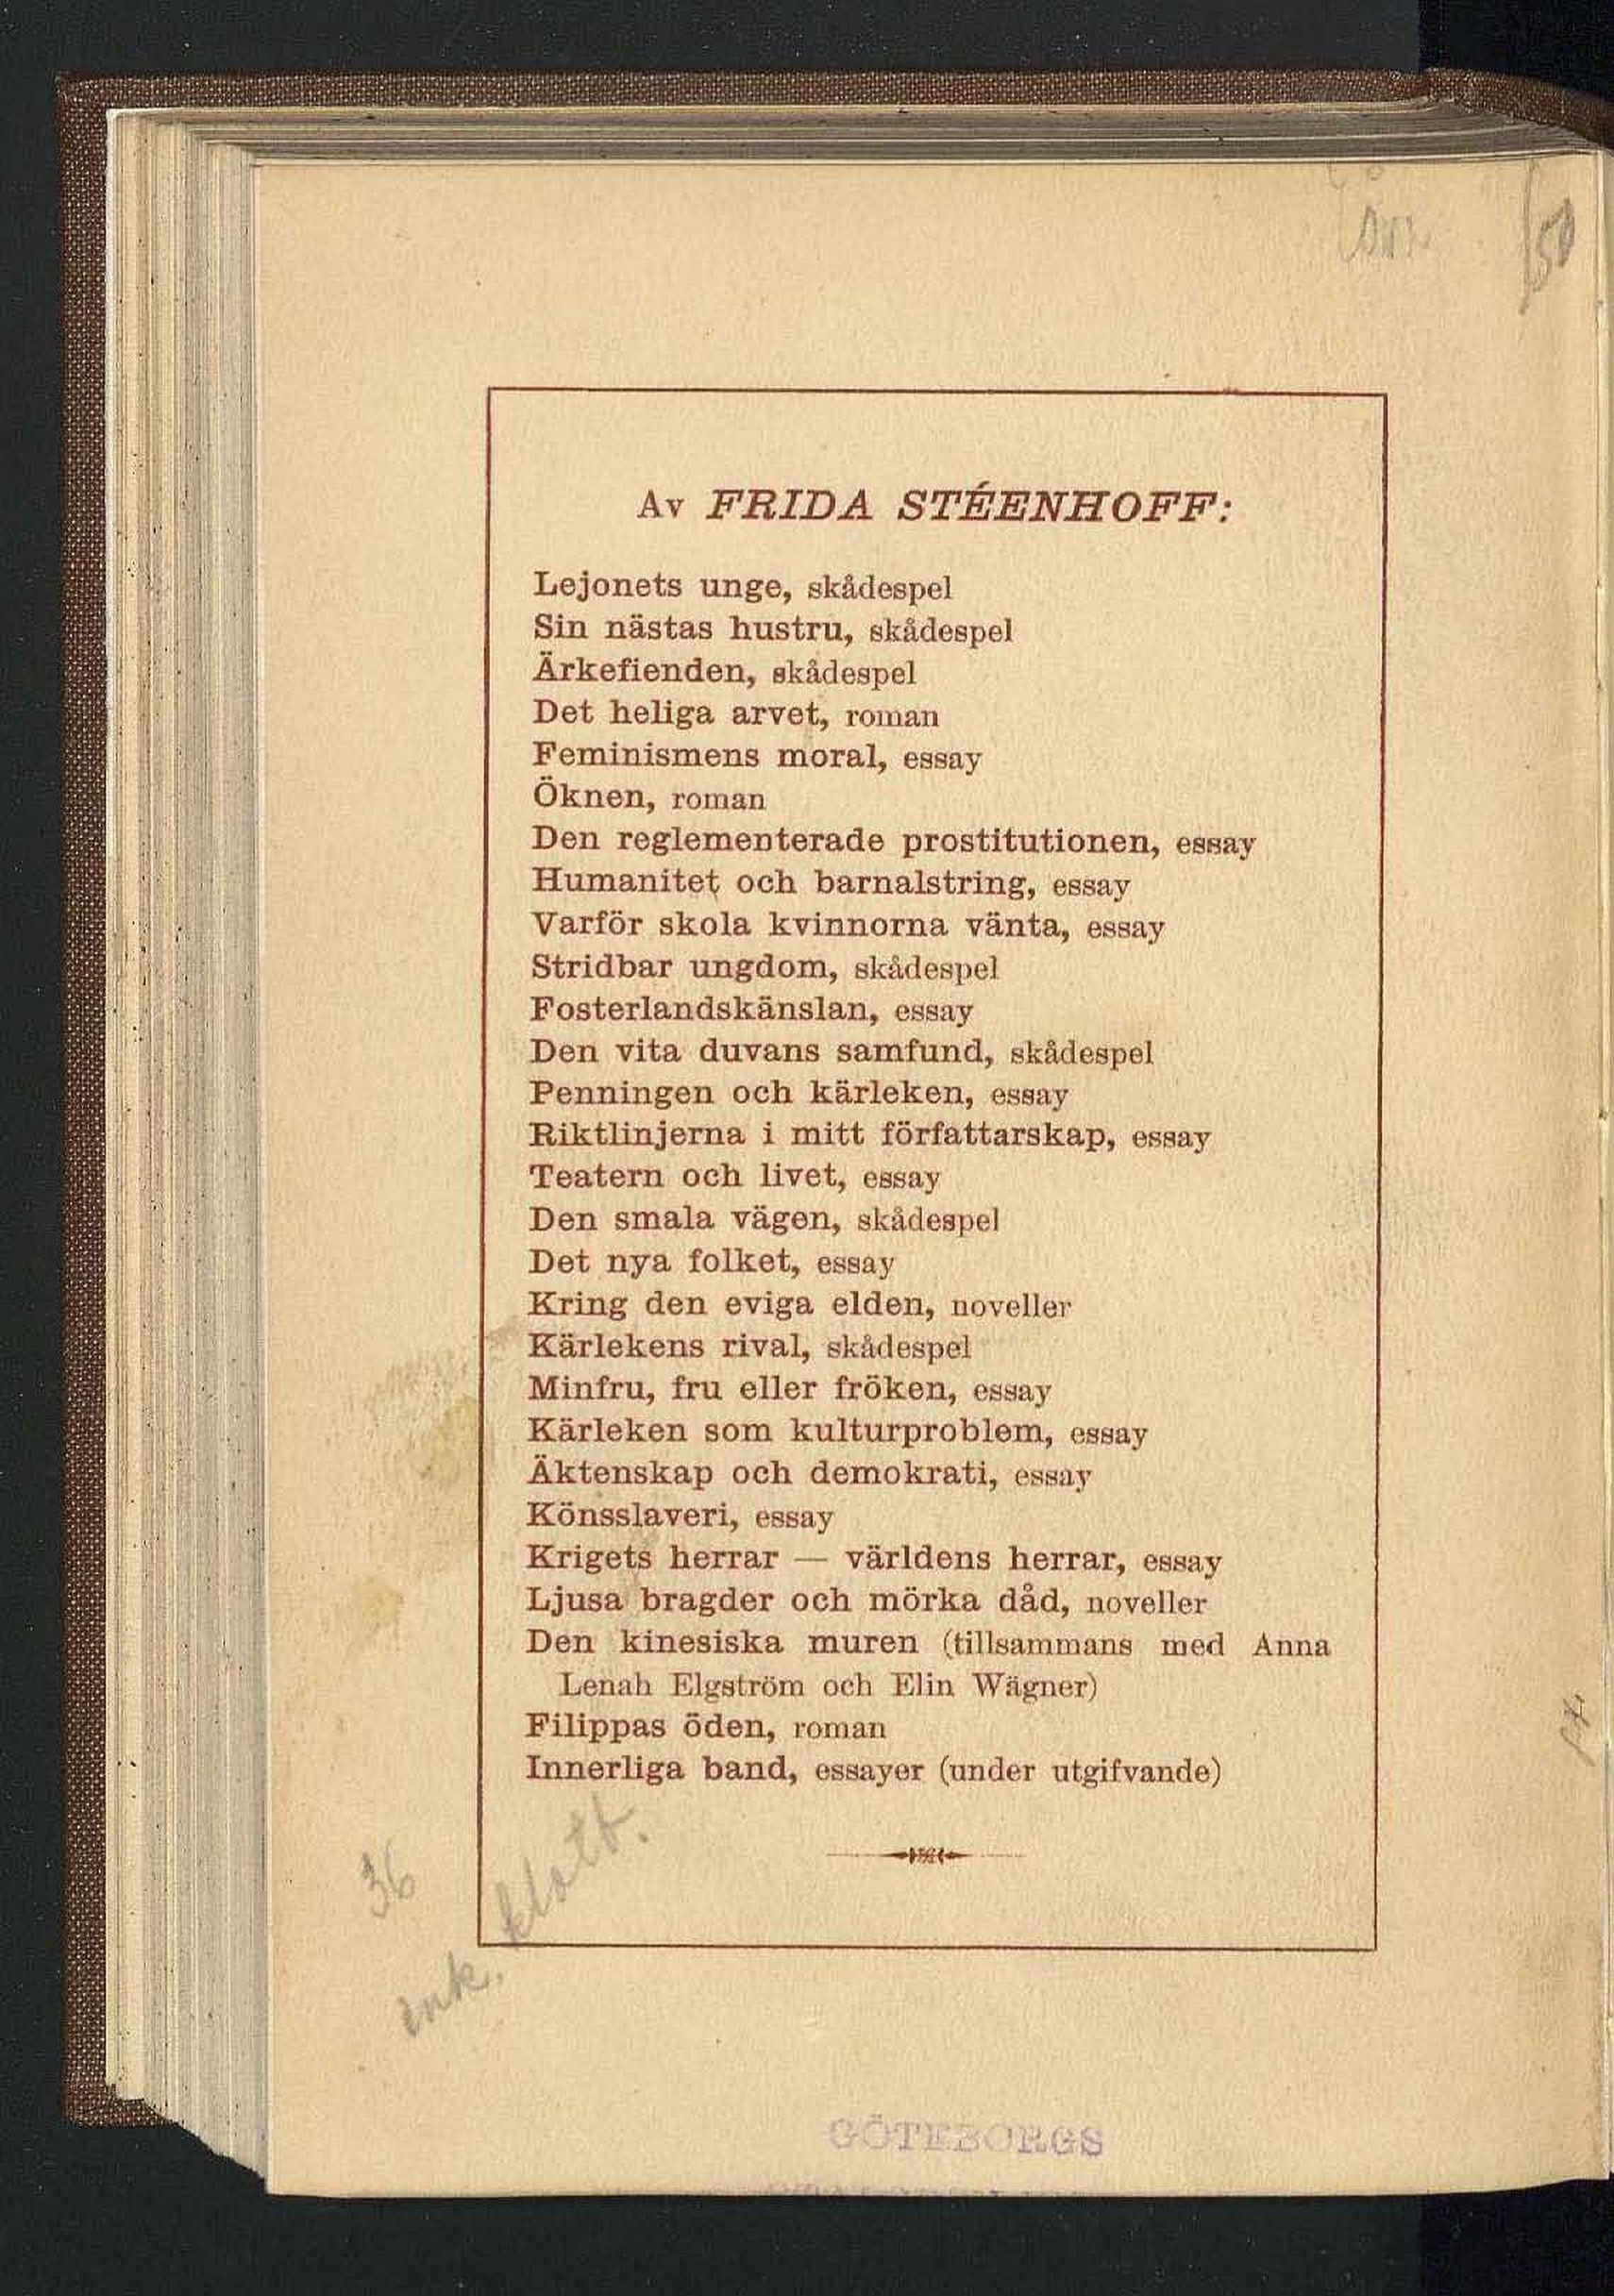 50
Av FRIDA STÉENHOFF:
Lejonets unge, skådespel
Sin nästas hustru, skådespel
Ärkefienden, skådespel
Det heliga arvet, roman
Feminismens moral, essay
Öknen, roman
Den reglementerade prostitutionen, essay
Humanitet och barnalstring, essay
Varför skola kvinnorna vänta, essay
Stridbar ungdom, skådespel
Fosterlandskänslan, essay
Den vita duvans samfund, skådespel
Penningen och kärleken, essay
Riktlinjerna i mitt författarskap, essay
Teatern och livet, essay
Den smala vägen, skådespel
Det nya folket, essay
Kring den eviga elden, noveller
Kärlekens rival, skådespel
Minfru, fru eller fröken, essay
Kärleken som kulturproblem, essay
Äktenskap och demokrati, essay
Könsslaveri, essay
Krigets herrar — världens herrar, essay
Ljusa bragder och mörka dåd, noveller
Den kinesiska muren (tillsammans med Anna
Lenah Elgström och Elin Wägner)
Filippas öden, roman
Innerliga band, essayer (under utgifvande)
36
ink. klott.
GÖTEBORGS